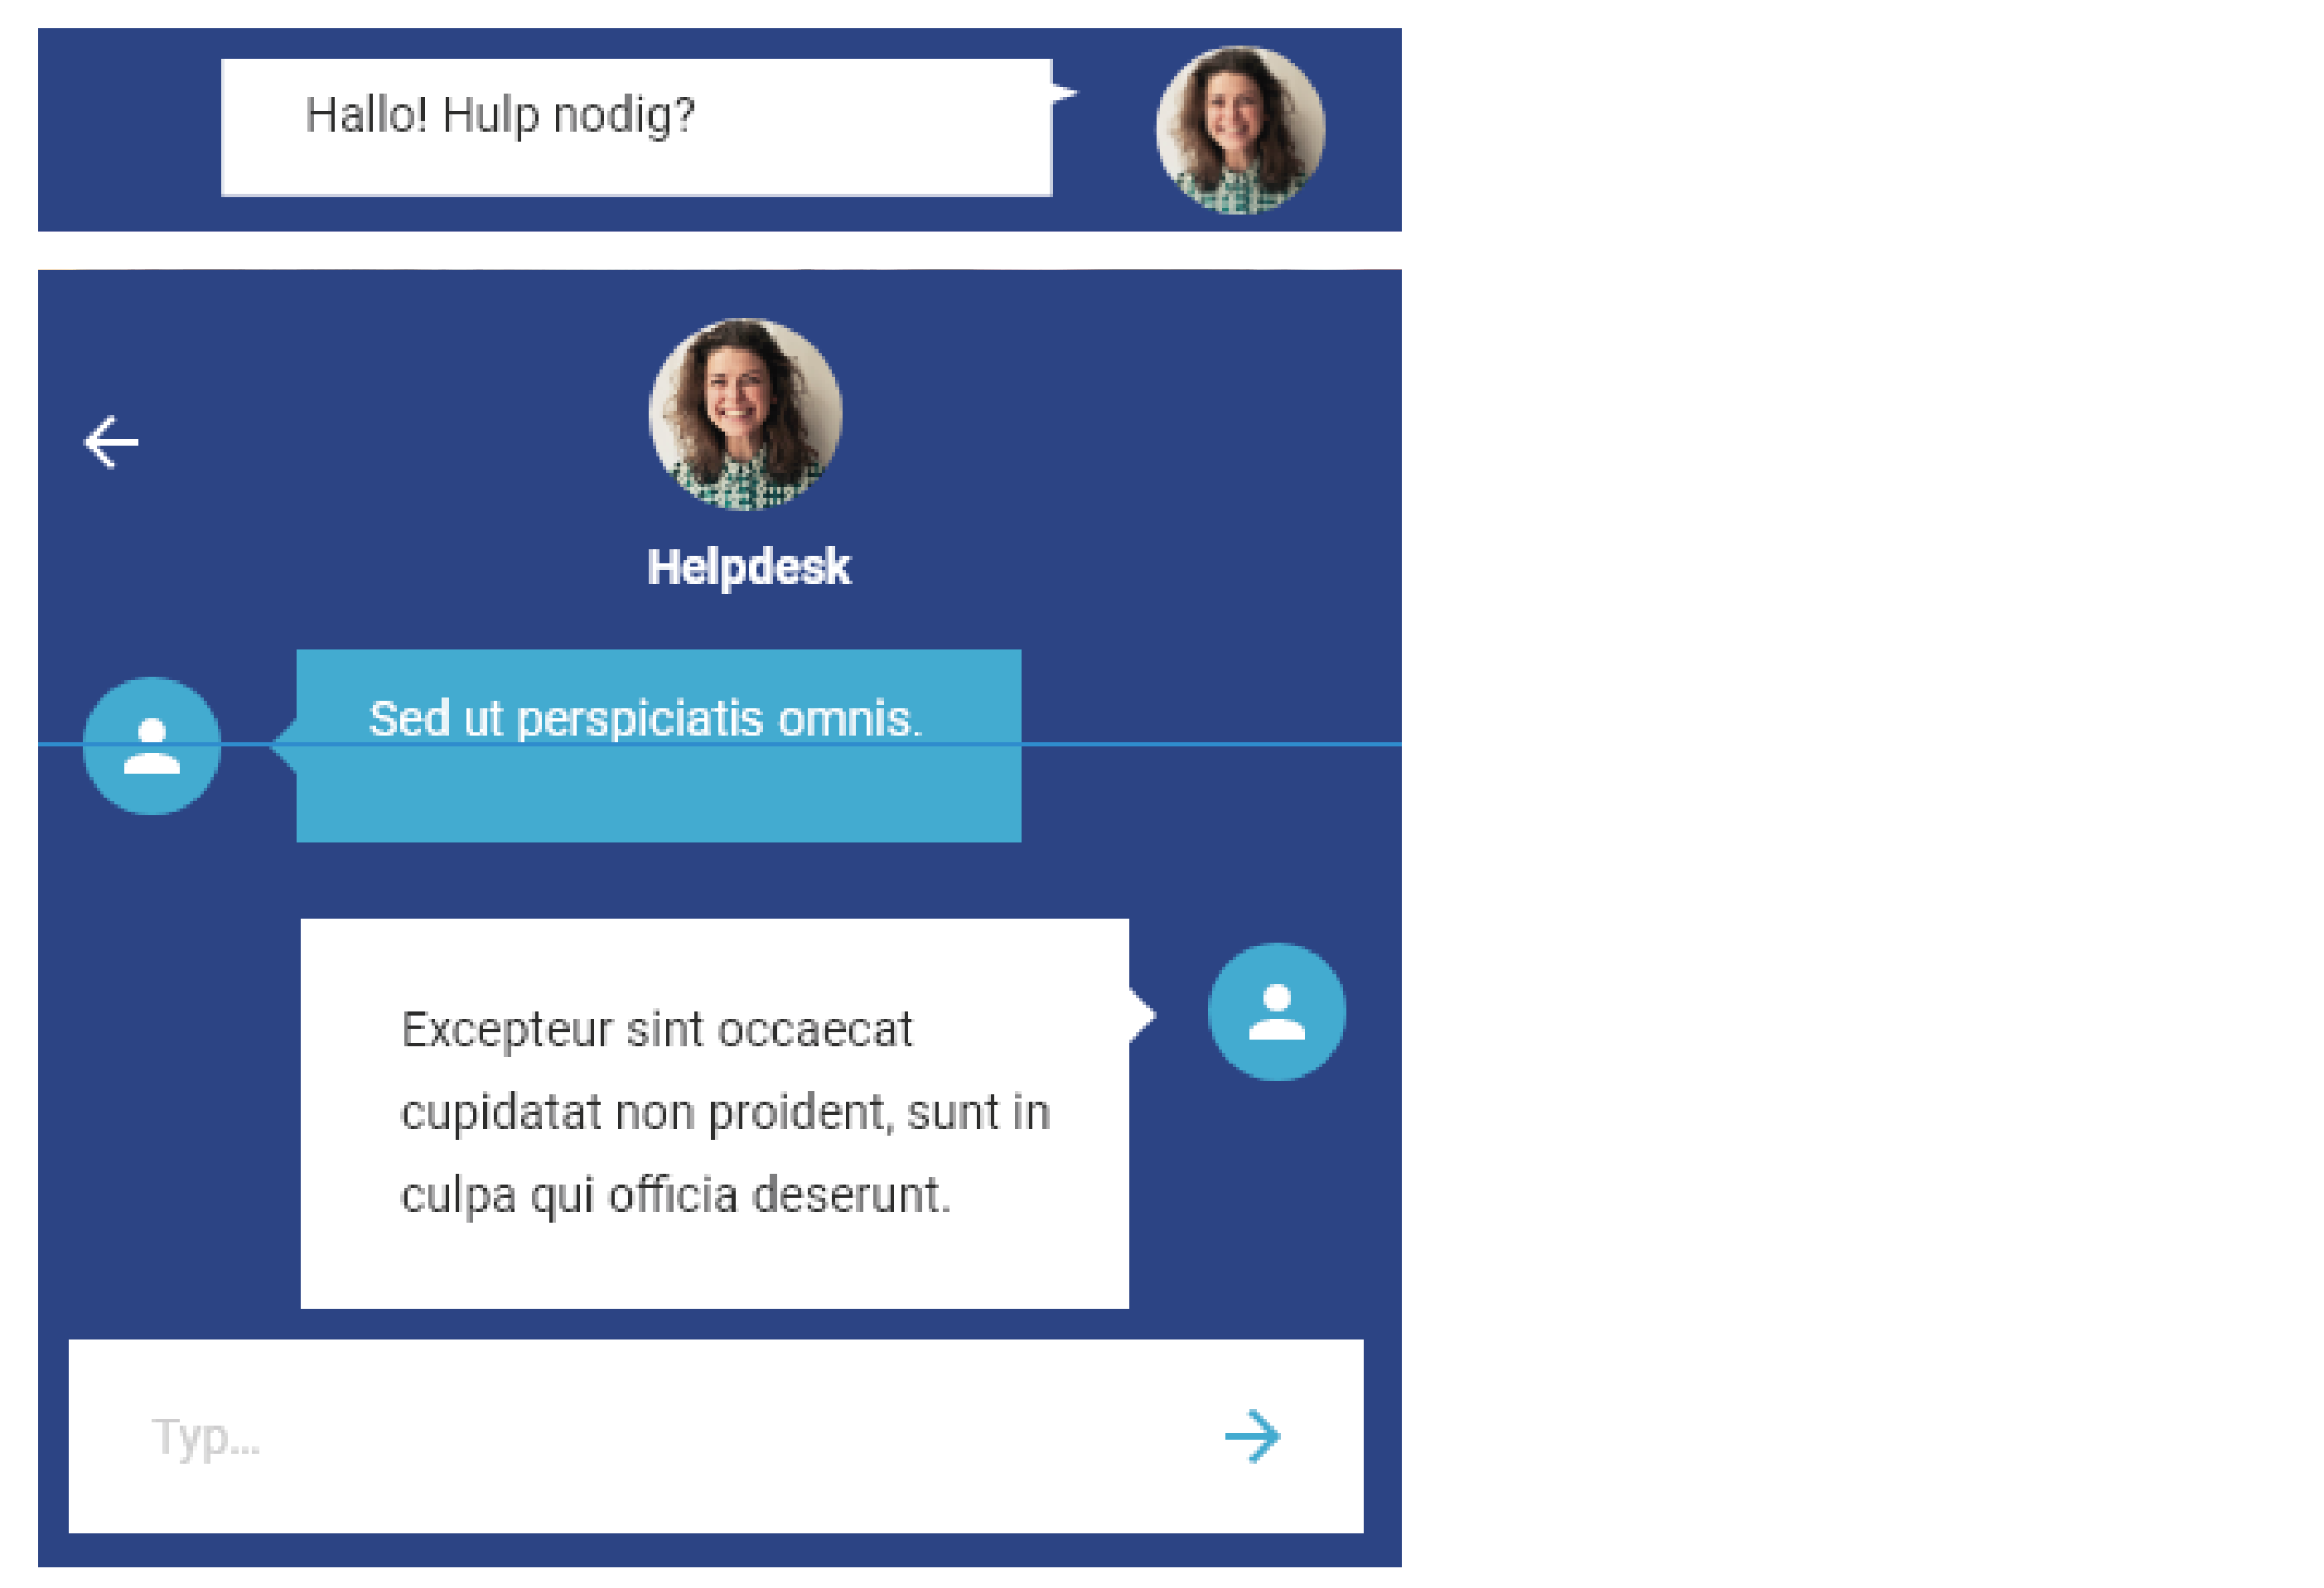 Hallo! Hulp nodig?
Helpdesk
Sed ut perspiciatis omnis.
Excepteur sint occaecat
cupidatat non proident, sunt in
culpa qui officia deserunt.
Typ...